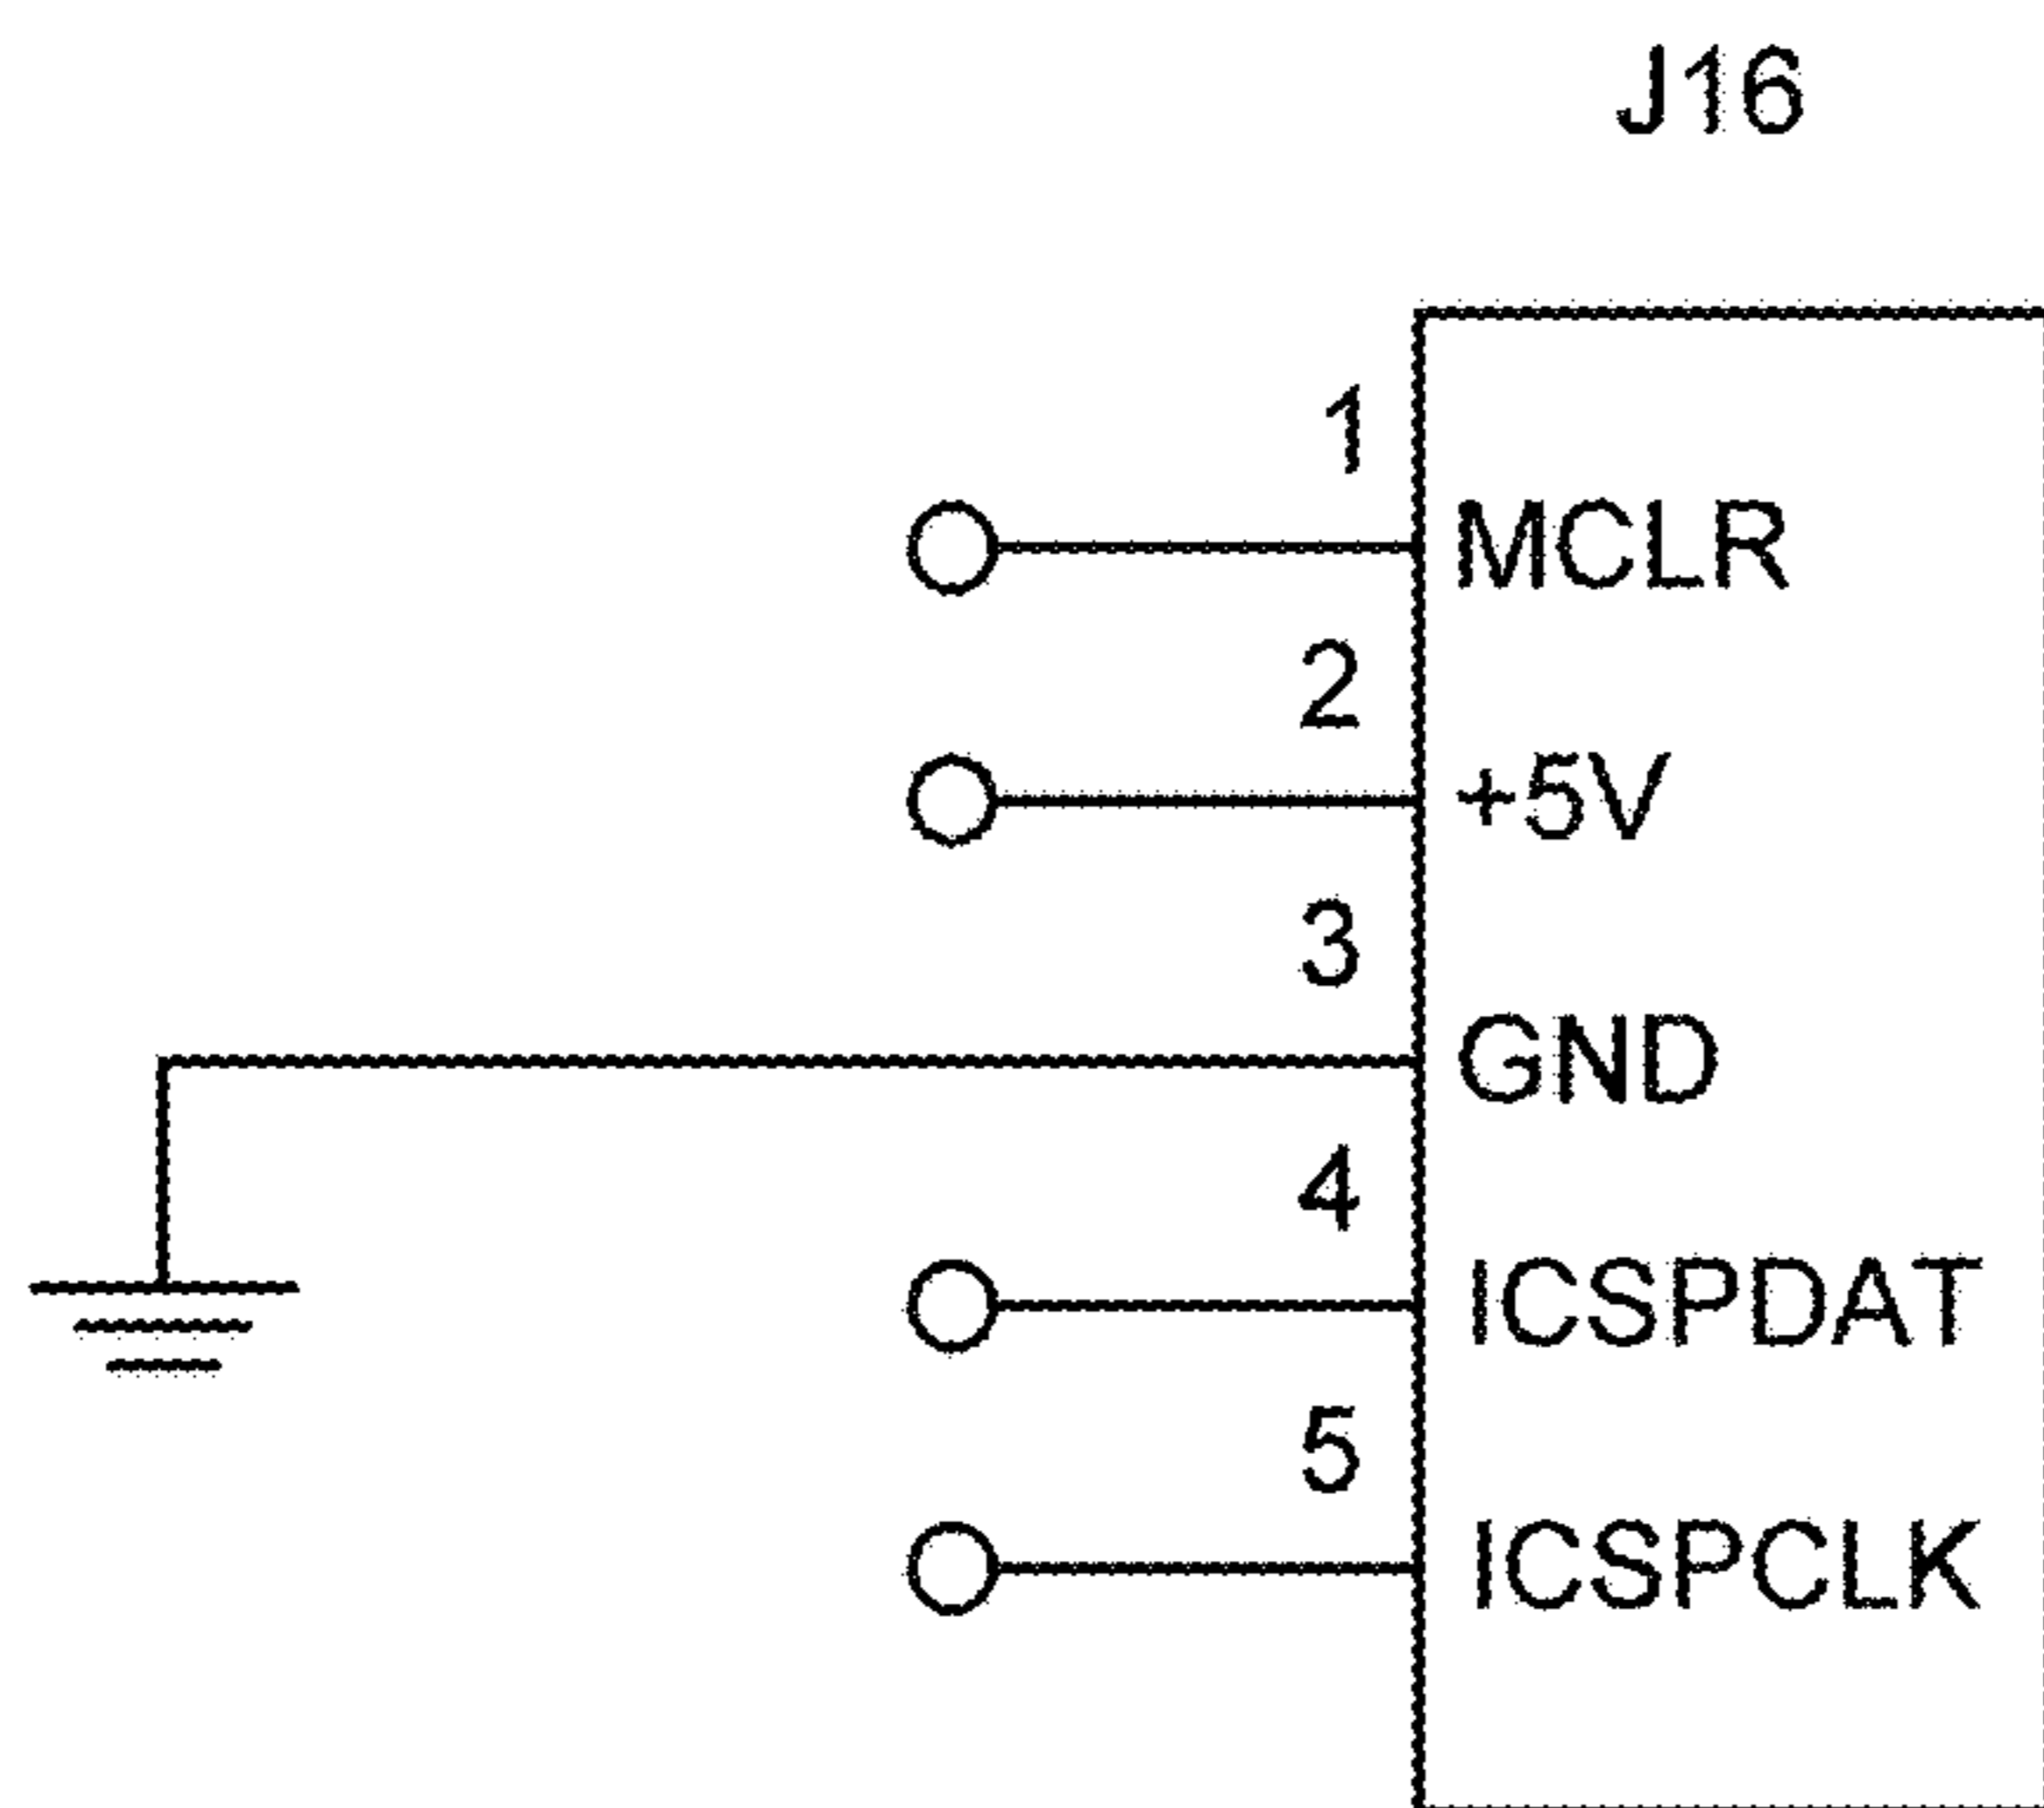 J16
1
MCLR
2
+5V
3
GND
4
ICSPDAT
5
ICSPCLK